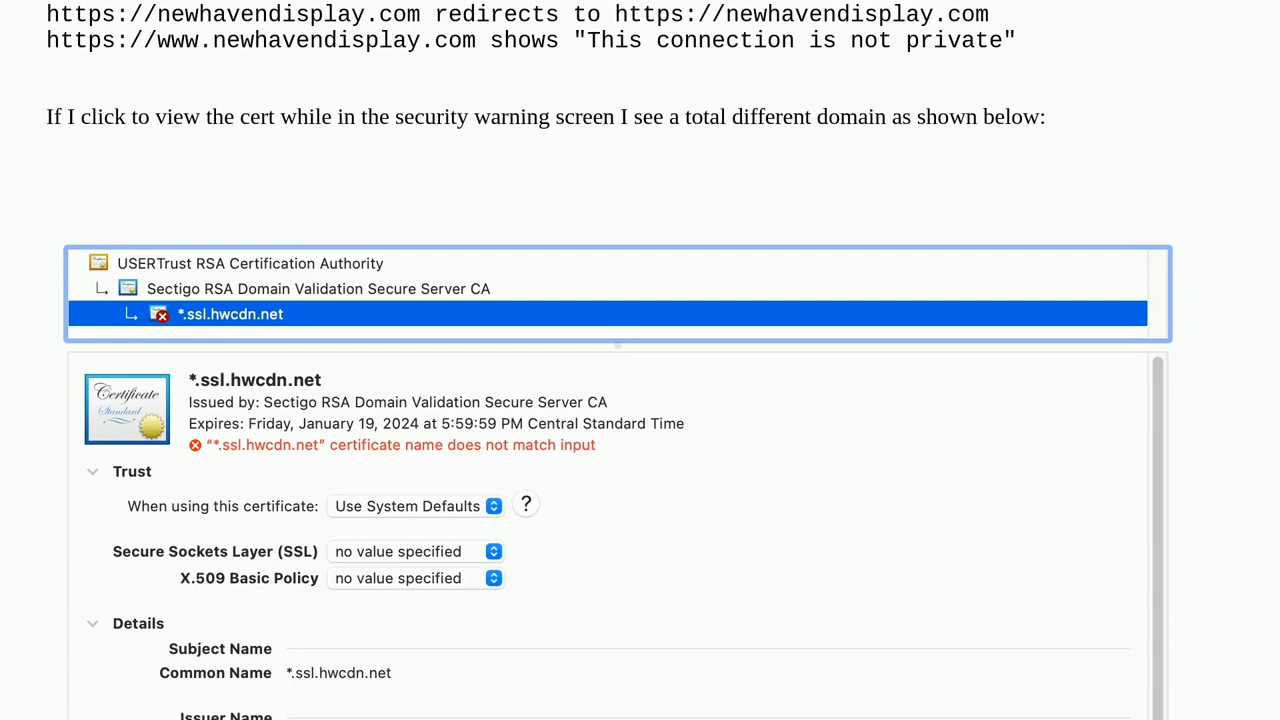 https://newhavendisplay.com redirects to https://newhavendisplay.com
https://www.newhavendisplay.com shows "This connection is not private"
If I click to view the cert while in the security warning screen I see a total different domain as shown below:
USERTrust RSA Certification Authority
Sectigo RSA Domain Validation Secure Server CA
*.ssl.hwcdn.net
Certificate
Standard
*.ssl.hwcdn.net
Issued by: Sectigo RSA Domain Validation Secure Server CA
Expires: Friday, January 19, 2024 at 5:59:59 PM Central Standard Time
“*.ssl.hwcdn.net” certificate name does not match input
Trust
When using this certificate: Use System Defaults ?
Secure Sockets Layer (SSL) no value specified
X.509 Basic Policy no value specified
Details
Subject Name
Common Name *.ssl.hwcdn.net
Issuer Name